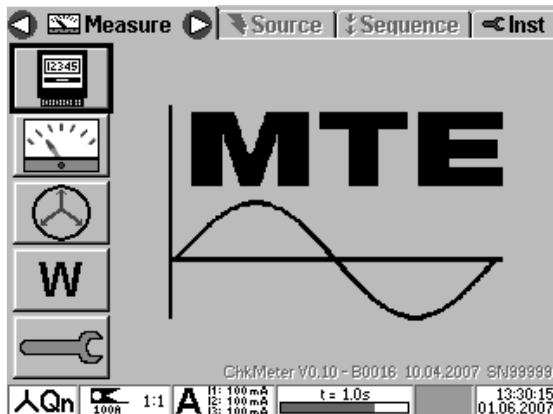 Measure Source Sequence Inst
12345
MTE
W
ChkMeter V0.10 - B0016 10.04.2007 SN99999
Qn 100A 1:1 A I1: 100 mA t = 1.0s 13:30:15
I2: 100 mA
I3: 100 mA 01.06.200